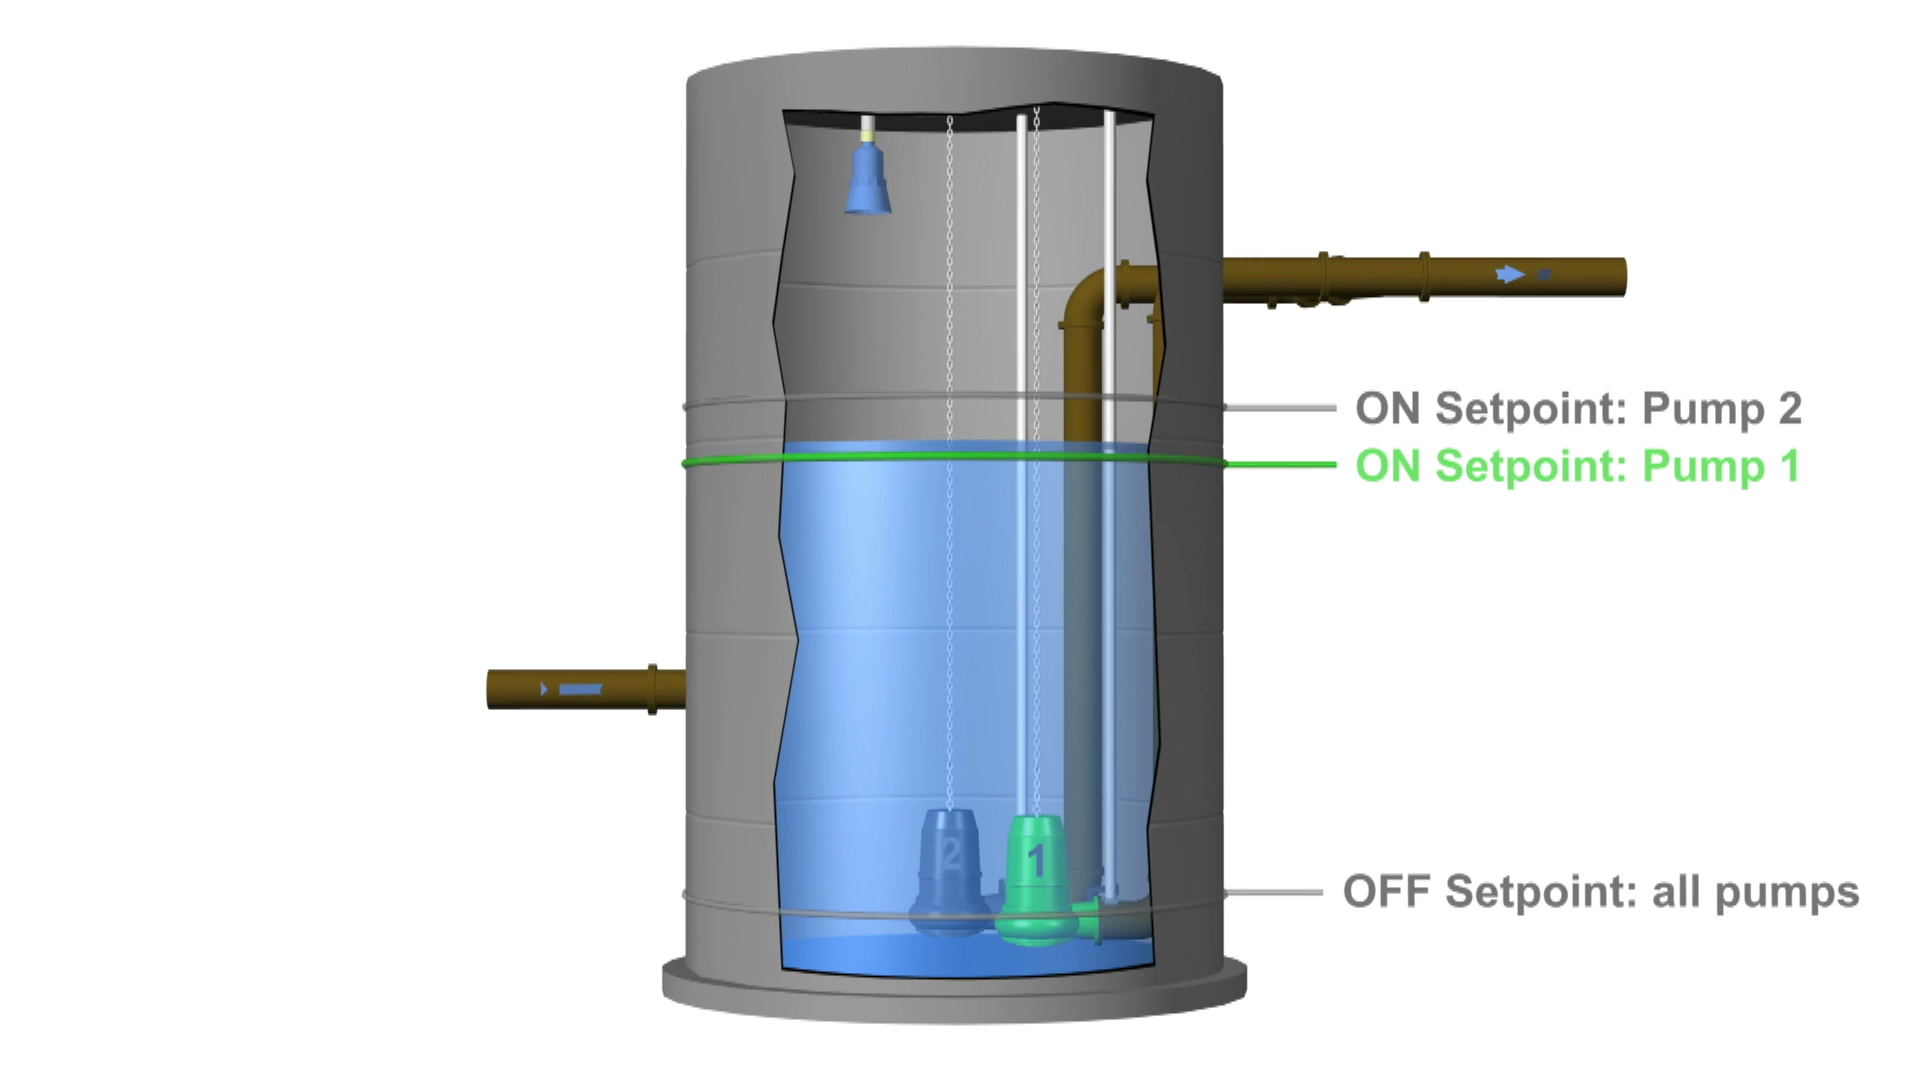 ON Setpoint: Pump 2
ON Setpoint: Pump 1
2
1
OFF Setpoint: all pumps